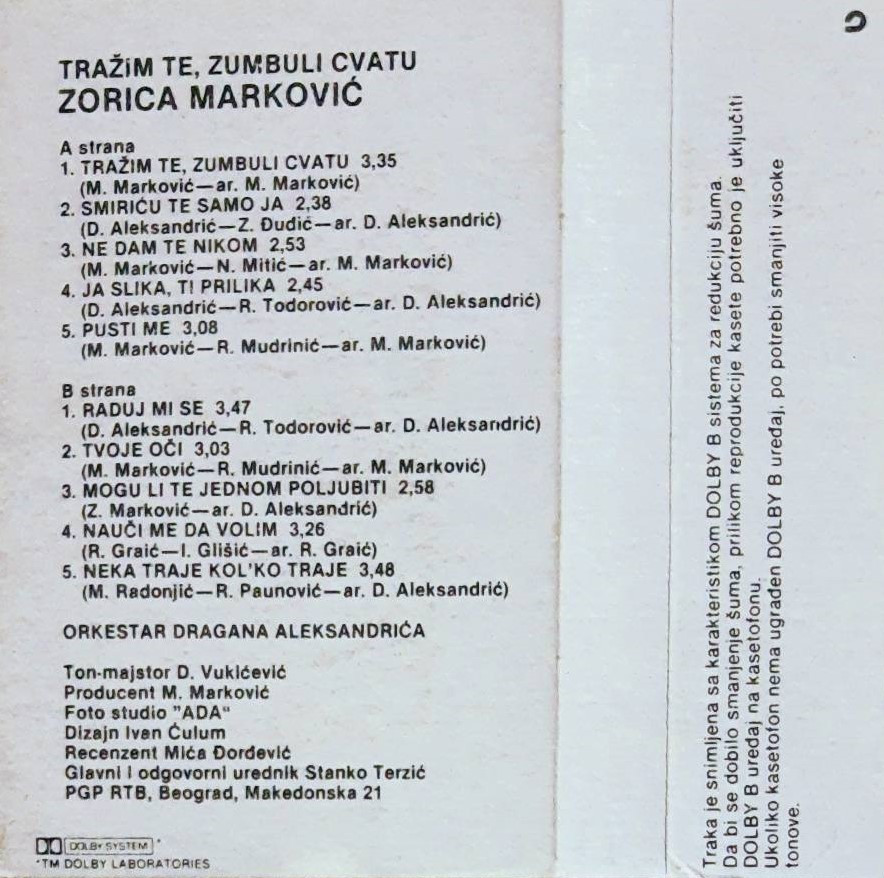 TRAŽIM TE, ZUMBULI CVATU
ZORICA MARKOVIĆ
A strana
1. TRAŽIM TE, ZUMBULI CVATU 3,35
(M. Marković—ar. M. Marković)
2. SMIRIĆU TE SAMO JA 2,38
(D. Aleksandrić—Z. Đudić—ar. D. Aleksandrić)
3. NE DAM TE NIKOM 2,53
(M. Marković—N. Mitić—ar. M. Marković)
4. JA SLIKA, TI PRILIKA 2,45
(D. Aleksandrić—R. Todorović—ar. D. Aleksandrić)
5. PUSTI ME 3,08
(M. Marković—R. Mudrinić—ar. M. Marković)
B strana
1. RADUJ MI SE 3,47
(D. Aleksandrić—R. Todorović—ar. D. Aleksandrić)
2. TVOJE OČI 3,03
(M. Marković—R. Mudrinić—ar. M. Marković)
3. MOGU LI TE JEDNOM POLJUBITI 2,58
(Z. Marković—ar. D. Aleksandrić)
4. NAUČI ME DA VOLIM 3,26
(R. Graić—I. Glišić—ar. R. Graić)
5. NEKA TRAJE KOL'KO TRAJE 3,48
(M. Radonjić—R. Paunović—ar. D. Aleksandrić)
ORKESTAR DRAGANA ALEKSANDRIĆA
Ton-majstor D. Vukićević
Producent M. Marković
Foto studio "ADA"
Dizajn Ivan Ćulum
Recenzent Mića Đorđević
Glavni i odgovorni urednik Stanko Terzić
PGP RTB, Beograd, Makedonska 21
DOLBY SYSTEM *
*TM DOLBY LABORATORIES
Traka je snimljena sa karakteristikom DOLBY B sistema za redukciju šuma.
Da bi se dobilo smanjenje šuma, prilikom reprodukcije kasete potrebno je uključiti
DOLBY B uređaj na kasetofonu.
Ukoliko kasetofon nema ugrađen DOLBY B uređaj, po potrebi smanjiti visoke
tonove.